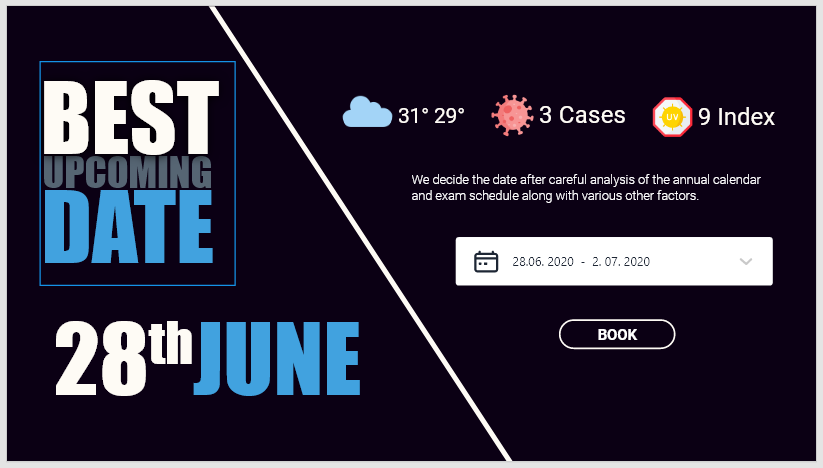 BEST
UPCOMING
DATE
28th JUNE
31° 29°
3 Cases
UV
9 Index
We decide the date after careful analysis of the annual calendar
and exam schedule along with various other factors.
28.06. 2020 - 2. 07. 2020
BOOK